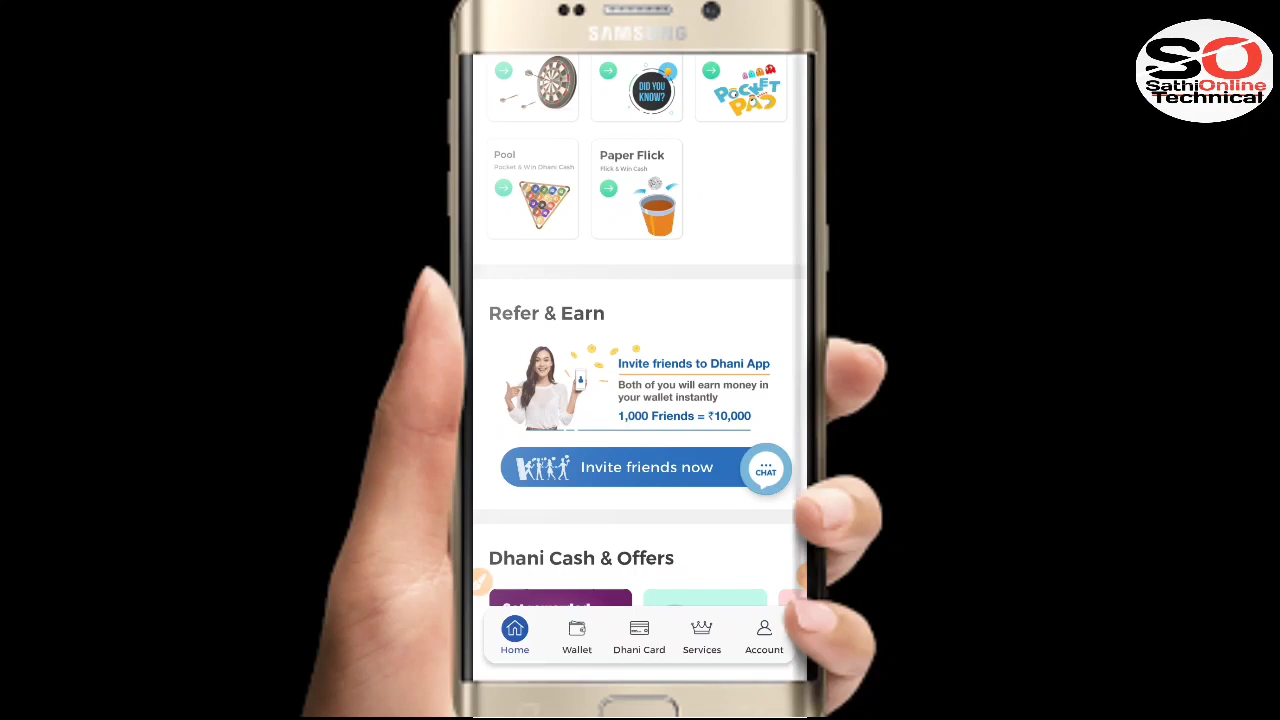 SAMSUNG
SO
SathiOnline
Technical
DID YOU
KNOW?
POCKET
PAC
Pool
Pocket & Win Dhani Cash
Paper Flick
Flick & Win Cash
Refer & Earn
Invite friends to Dhani App
Both of you will earn money in
your wallet instantly
1,000 Friends = ₹10,000
Invite friends now
CHAT
Dhani Cash & Offers
Home
Wallet
Dhani Card
Services
Account